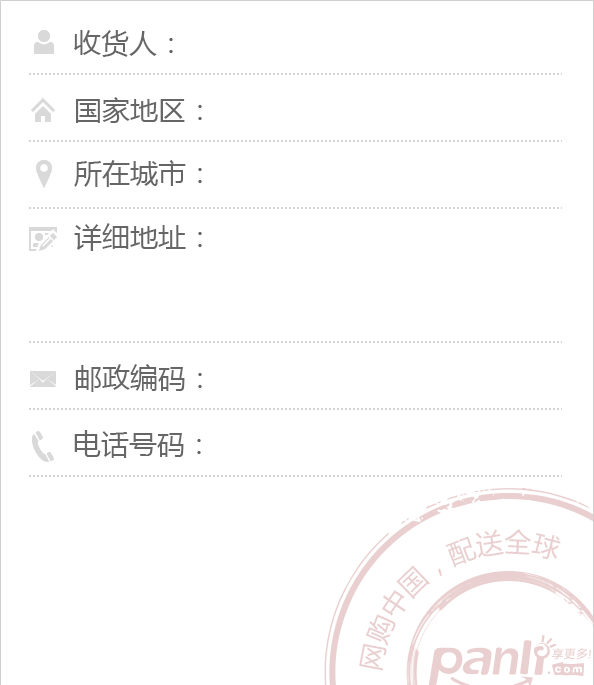 收货人：
国家地区：
所在城市：
详细地址：
邮政编码：
电话号码：
网购中国，配送全球
panli
享更多!
.com